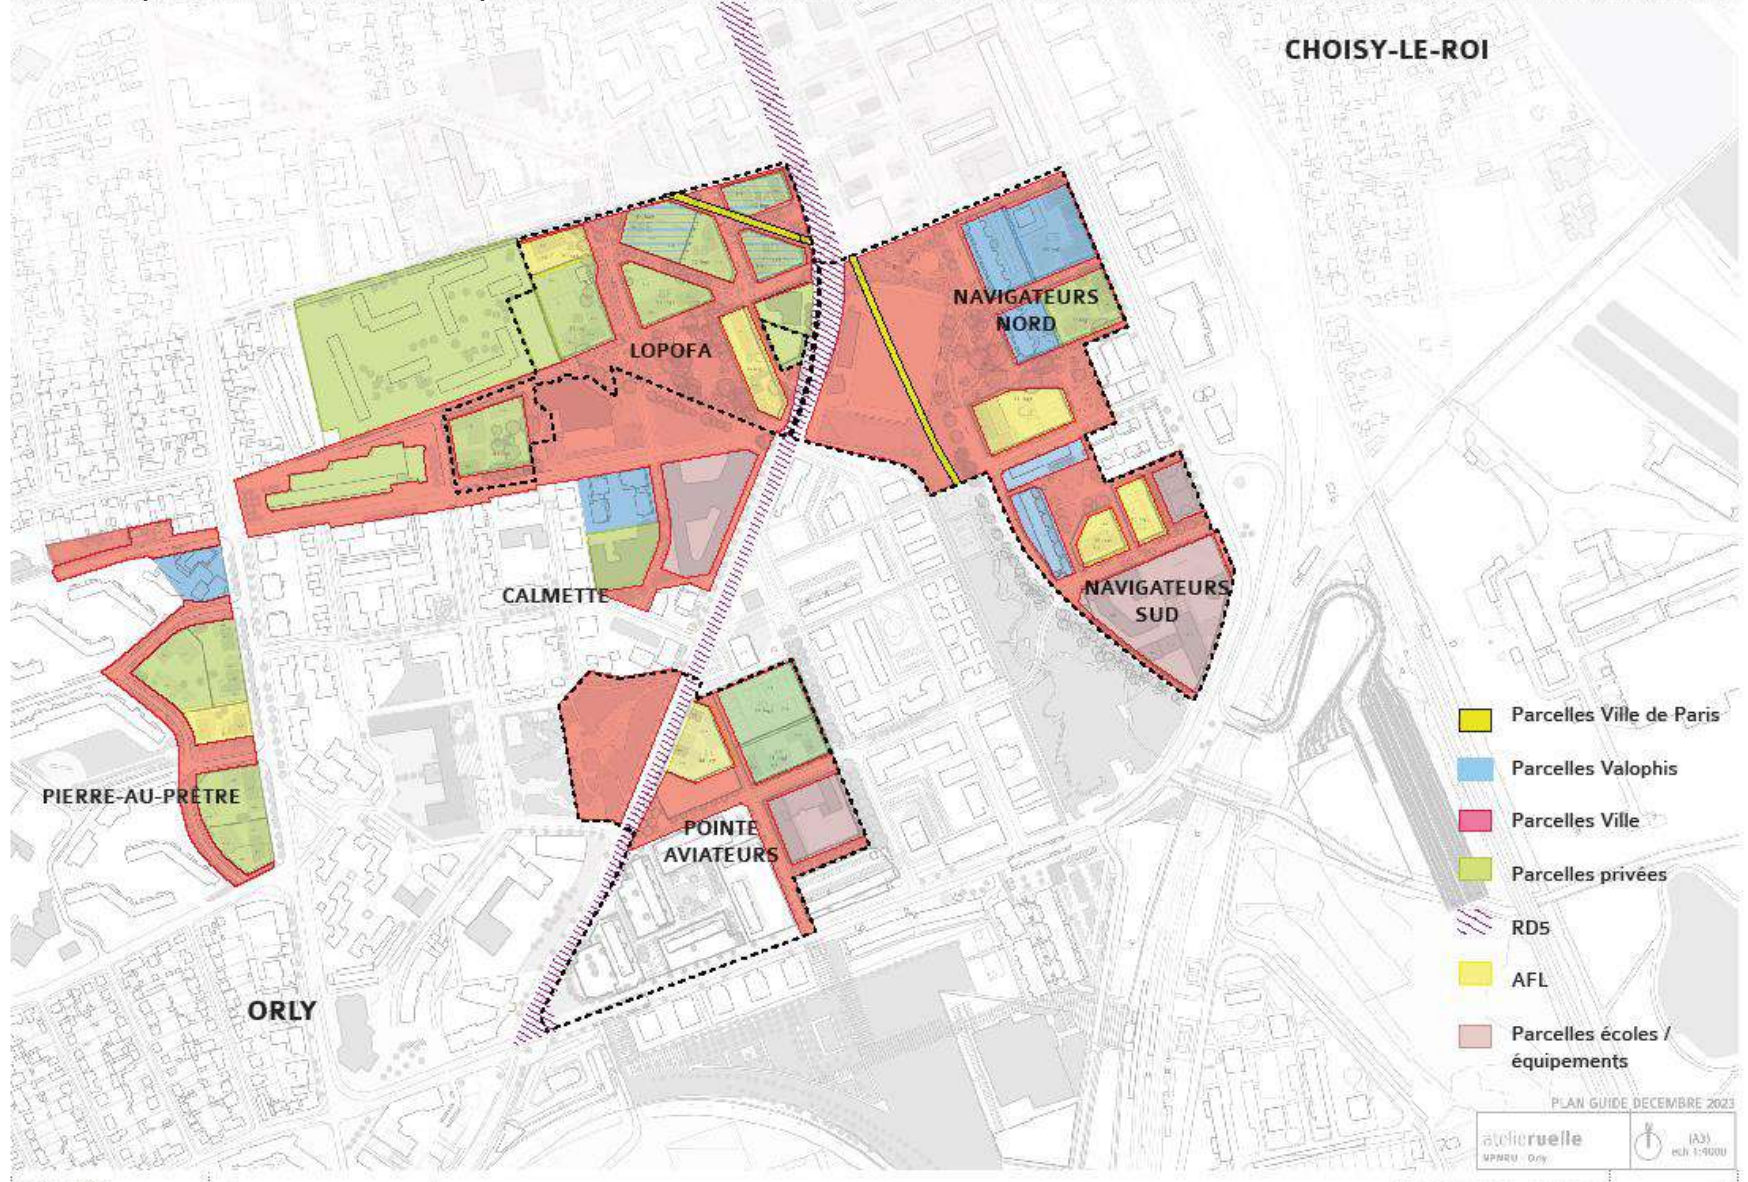 CHOISY-LE-ROI
NAVIGATEURS
NORD
LOPOFA
CALMETTE
NAVIGATEURS
SUD
PIERRE-AU-PRÊTRE
POINTE
AVIATEURS
ORLY
Parcelles Ville de Paris
Parcelles Valophis
Parcelles Ville
Parcelles privées
RD5
AFL
Parcelles écoles /
équipements
PLAN GUIDE DECEMBRE 2023
atelierruelle
NPNRU - Orly
N
(A3)
ech 1:4000